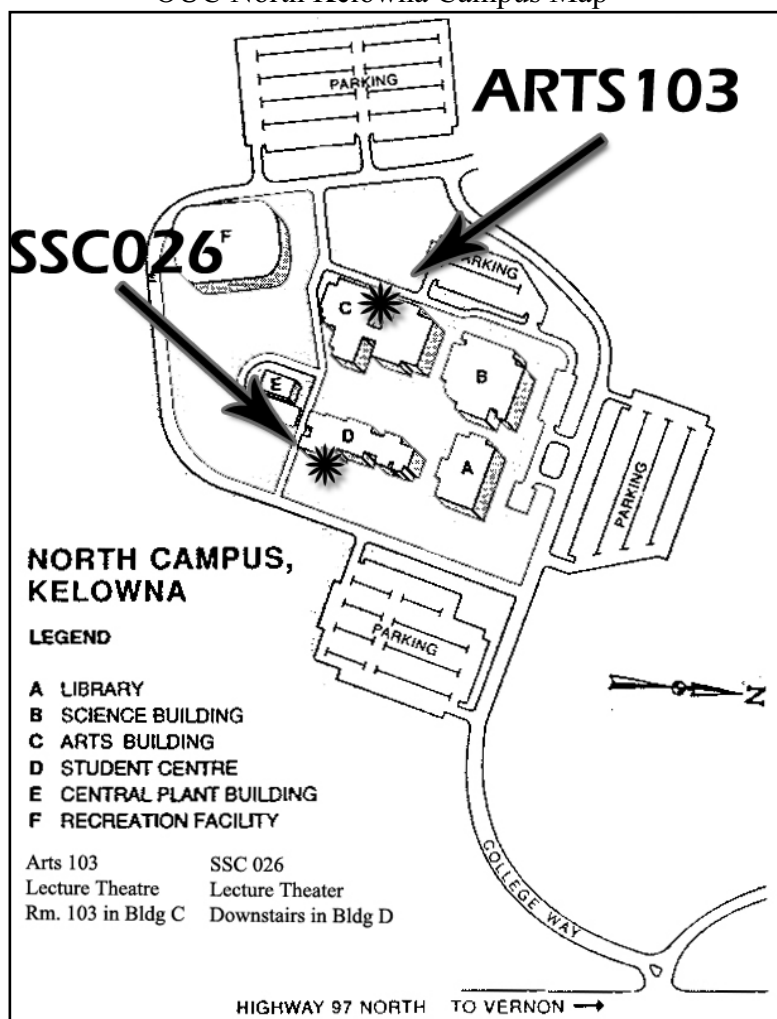 OUC North Kelowna Campus Map
PARKING
ARTS103
SSC026
F
PARKING
C
B
E
D
A
PARKING
NORTH CAMPUS,
KELOWNA
LEGEND
PARKING
A LIBRARY
B SCIENCE BUILDING
C ARTS BUILDING
D STUDENT CENTRE
E CENTRAL PLANT BUILDING
F RECREATION FACILITY
N
Arts 103
Lecture Theatre
Rm. 103 in Bldg C
SSC 026
Lecture Theater
Downstairs in Bldg D
COLLEGE WAY
HIGHWAY 97 NORTH TO VERNON →